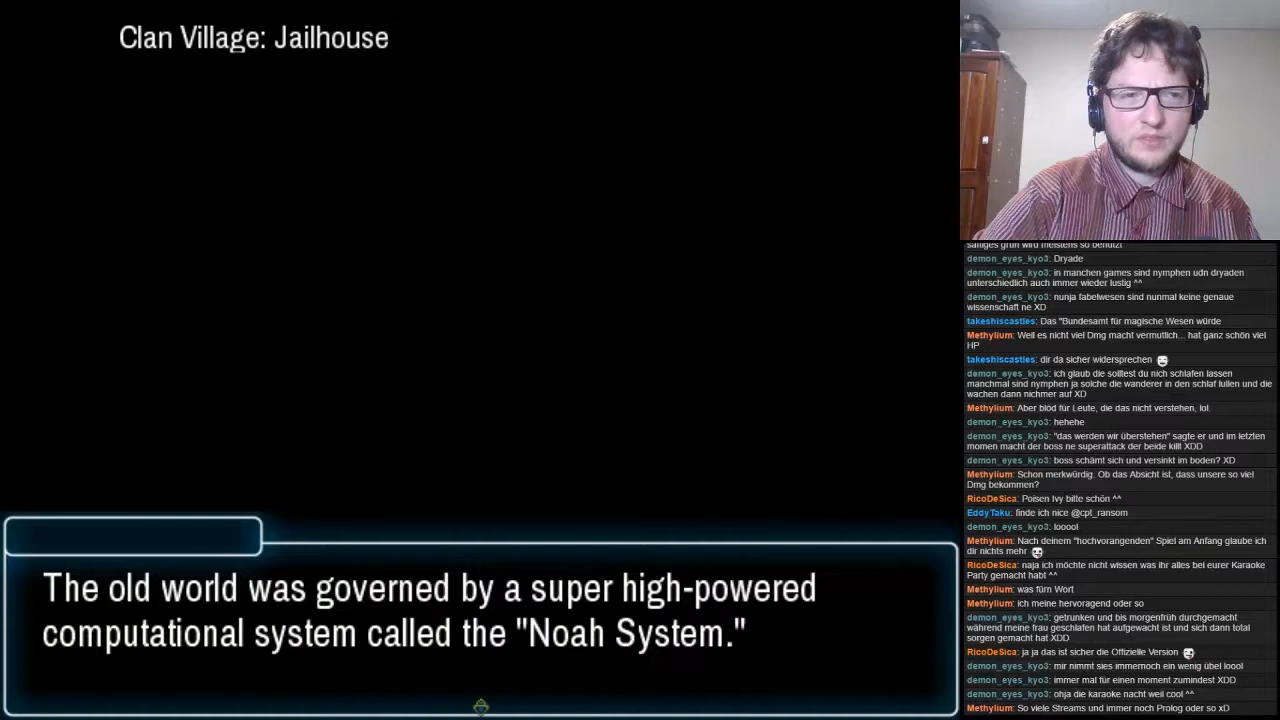 Clan Village: Jailhouse
The old world was governed by a super high-powered
computational system called the "Noah System."
saftiges grün wird meistens so benutzt
demon_eyes_kyo3: Dryade
demon_eyes_kyo3: in manchen games sind nymphen udn dryaden
unterschiedlich auch immer wieder lustig ^^
demon_eyes_kyo3: nunja fabelwesen sind nunmal keine genaue
wissenschaft ne XD
takeshiscastles: Das "Bundesamt für magische Wesen würde
Methylium: Weil es nicht viel Dmg macht vermutlich... hat ganz schön viel
HP
takeshiscastles: dir da sicher widersprechen
demon_eyes_kyo3: ich glaub die solltest du nich schlafen lassen
manchmal sind nymphen ja solche die wanderer in den schlaf lullen und die
wachen dann nichmer auf XD
Methylium: Aber blöd für Leute, die das nicht verstehen, lol.
demon_eyes_kyo3: hehehe
demon_eyes_kyo3: "das werden wir überstehen" sagte er und im letzten
momen macht der boss ne superattack der beide killt XDD
demon_eyes_kyo3: boss schämt sich und versinkt im boden? XD
Methylium: Schon merkwürdig. Ob das Absicht ist, dass unsere so viel
Dmg bekommen?
RicoDeSica: Poisen Ivy bitte schön ^^
EddyTaku: finde ich nice @cpt_ransom
demon_eyes_kyo3: looool
Methylium: Nach deinem "hochvorangenden" Spiel am Anfang glaube ich
dir nichts mehr
RicoDeSica: naja ich möchte nicht wissen was ihr alles bei eurer Karaoke
Party gemacht habt ^^
Methylium: was fürn Wort
Methylium: ich meine hervoragend oder so
demon_eyes_kyo3: getrunken und bis morgenfrüh durchgemacht
während meine frau geschlafen hat aufgewacht ist und sich dann total
sorgen gemacht hat XDD
RicoDeSica: ja ja das ist sicher die Offizielle Version
demon_eyes_kyo3: mir nimmt sies immernoch ein wenig übel loool
demon_eyes_kyo3: immer mal für einen moment zumindest XDD
demon_eyes_kyo3: ohja die karaoke nacht weil cool ^^
Methylium: So viele Streams und immer noch Prolog oder so xD